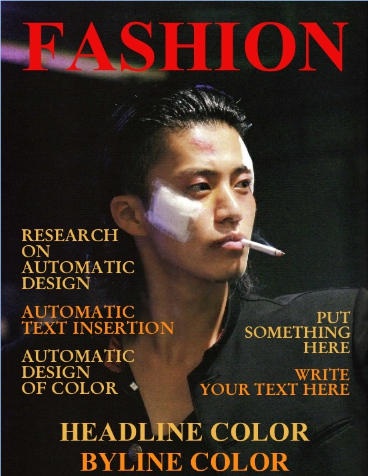 FASHION
RESEARCH
ON
AUTOMATIC
DESIGN
AUTOMATIC
TEXT INSERTION
AUTOMATIC
DESIGN
OF COLOR
PUT
SOMETHING
HERE
WRITE
YOUR TEXT HERE
HEADLINE COLOR
BYLINE COLOR